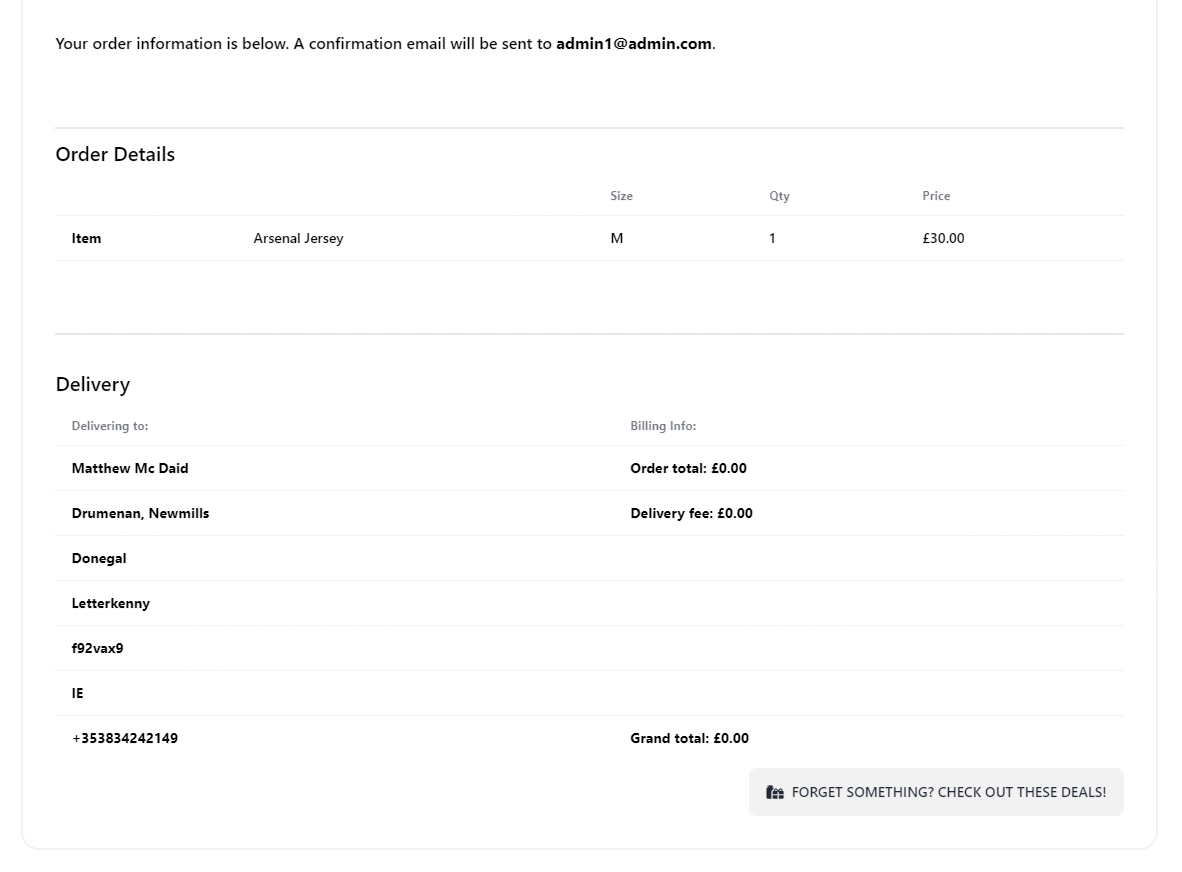 Your order information is below. A confirmation email will be sent to admin1@admin.com.
Order Details
Size Qty Price
Item Arsenal Jersey M 1 £30.00
Delivery
Delivering to: Billing Info:
Matthew Mc Daid Order total: £0.00
Drumenan, Newmills Delivery fee: £0.00
Donegal
Letterkenny
f92vax9
IE
+353834242149 Grand total: £0.00
FORGET SOMETHING? CHECK OUT THESE DEALS!